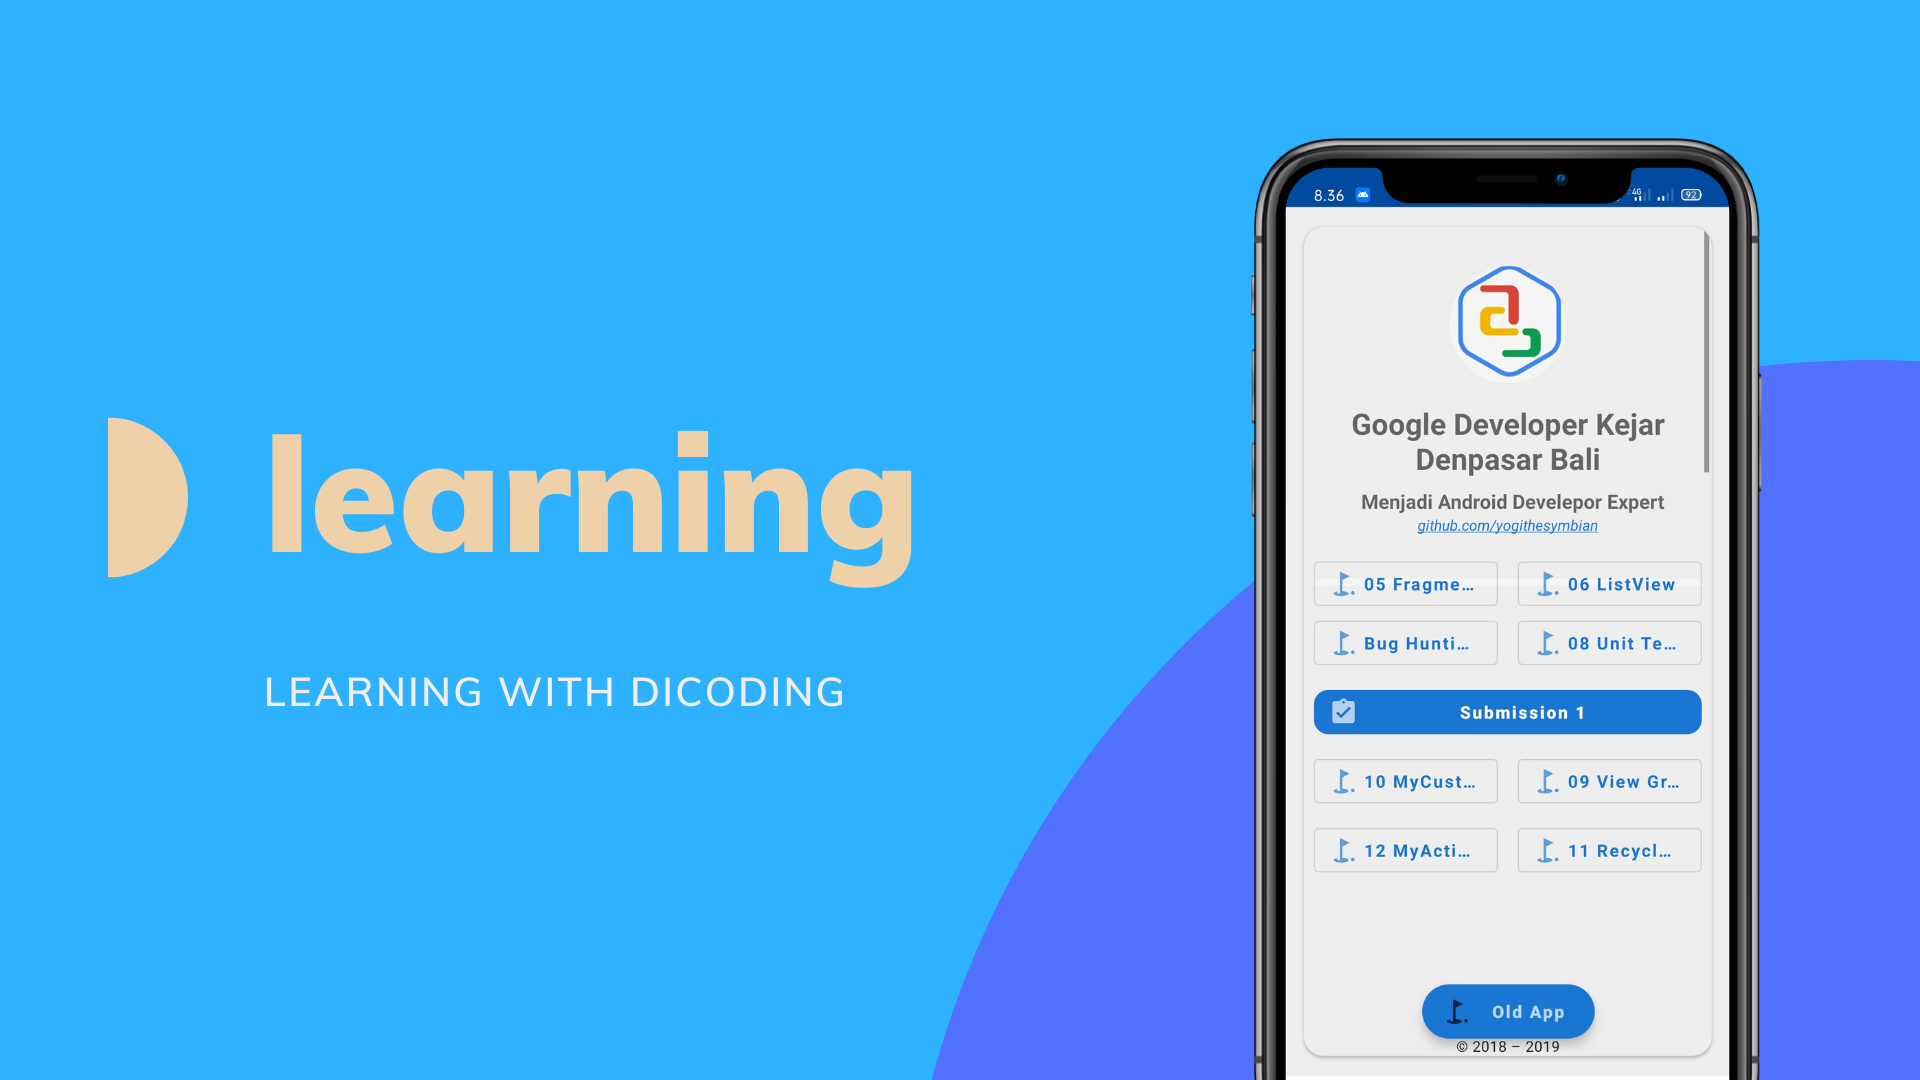 learning
LEARNING WITH DICODING
8.36
4G
92
Google Developer Kejar
Denpasar Bali
Menjadi Android Develepor Expert
github.com/yogithesymbian
05 Fragme...
06 ListView
Bug Hunti...
08 Unit Te...
Submission 1
10 MyCust...
09 View Gr...
12 MyActi...
11 Recycl...
Old App
© 2018 – 2019